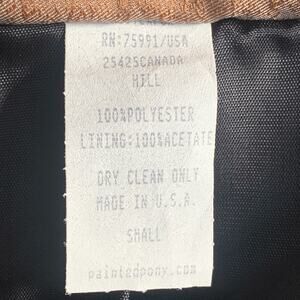 RN:75991/USA
25425CANADA
HILL
100%POLYESTER
LINING:100%ACETATE
DRY CLEAN ONLY
MADE IN U.S.A.
SMALL
paintedpony.com